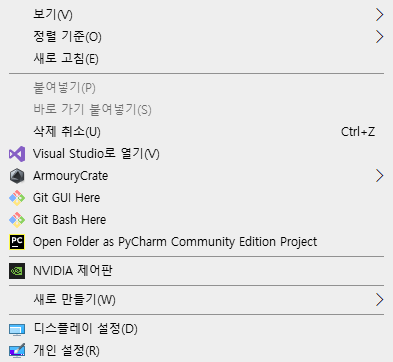 보기(V)
정렬 기준(O)
새로 고침(E)
붙여넣기(P)
바로 가기 붙여넣기(S)
삭제 취소(U) Ctrl+Z
Visual Studio로 열기(V)
ArmouryCrate
Git GUI Here
Git Bash Here
Open Folder as PyCharm Community Edition Project
NVIDIA 제어판
새로 만들기(W)
디스플레이 설정(D)
개인 설정(R)